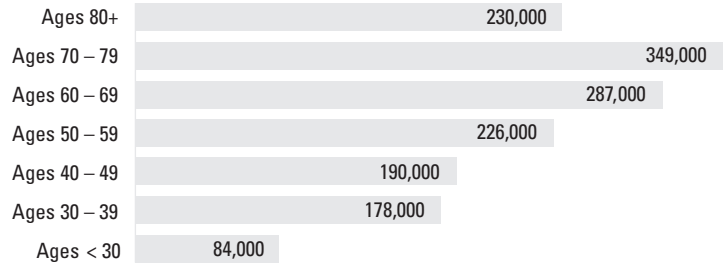 Ages 80+ 230,000
Ages 70 – 79 349,000
Ages 60 – 69 287,000
Ages 50 – 59 226,000
Ages 40 – 49 190,000
Ages 30 – 39 178,000
Ages < 30 84,000